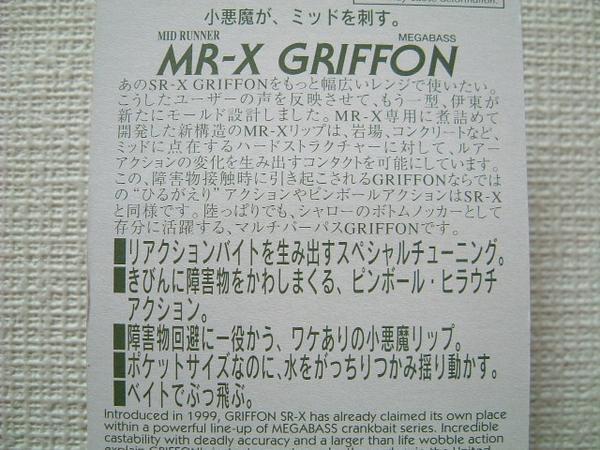 小悪魔が、ミッドを刺す。
MID RUNNER MEGABASS
MR-X GRIFFON
あのSR-X GRIFFONをもっと幅広いレンジで使いたい。
こうしたユーザーの声を反映させて、もう一型、伊東が
新たにモールド設計しました。MR-X専用に煮詰めて
開発した新構造のMR-Xリップは、岩場、コンクリートなど、
ミッドに点在するハードストラクチャーに対して、ルアー
アクションの変化を生み出すコンタクトを可能にしています。
この、障害物接触時に引き起こされるGRIFFONならでは
の“ひるがえり”アクションやピンボールアクションはSR-X
と同様です。陸っぱりでも、シャローのボトムノッカーとして
存分に活躍する、マルチパーパスGRIFFONです。
■リアクションバイトを生み出すスペシャルチューニング。
■きびんに障害物をかわしまくる、ピンボール・ヒラウチ
アクション。
■障害物回避に一役かう、ワケありの小悪魔リップ。
■ポケットサイズなのに、水をがっちりつかみ揺り動かす。
■ベイトでぶっ飛ぶ。
Introduced in 1999, GRIFFON SR-X has already claimed its own place
within a powerful line-up of MEGABASS crankbait series. Incredible
castability with deadly accuracy and a larger than life wobble action